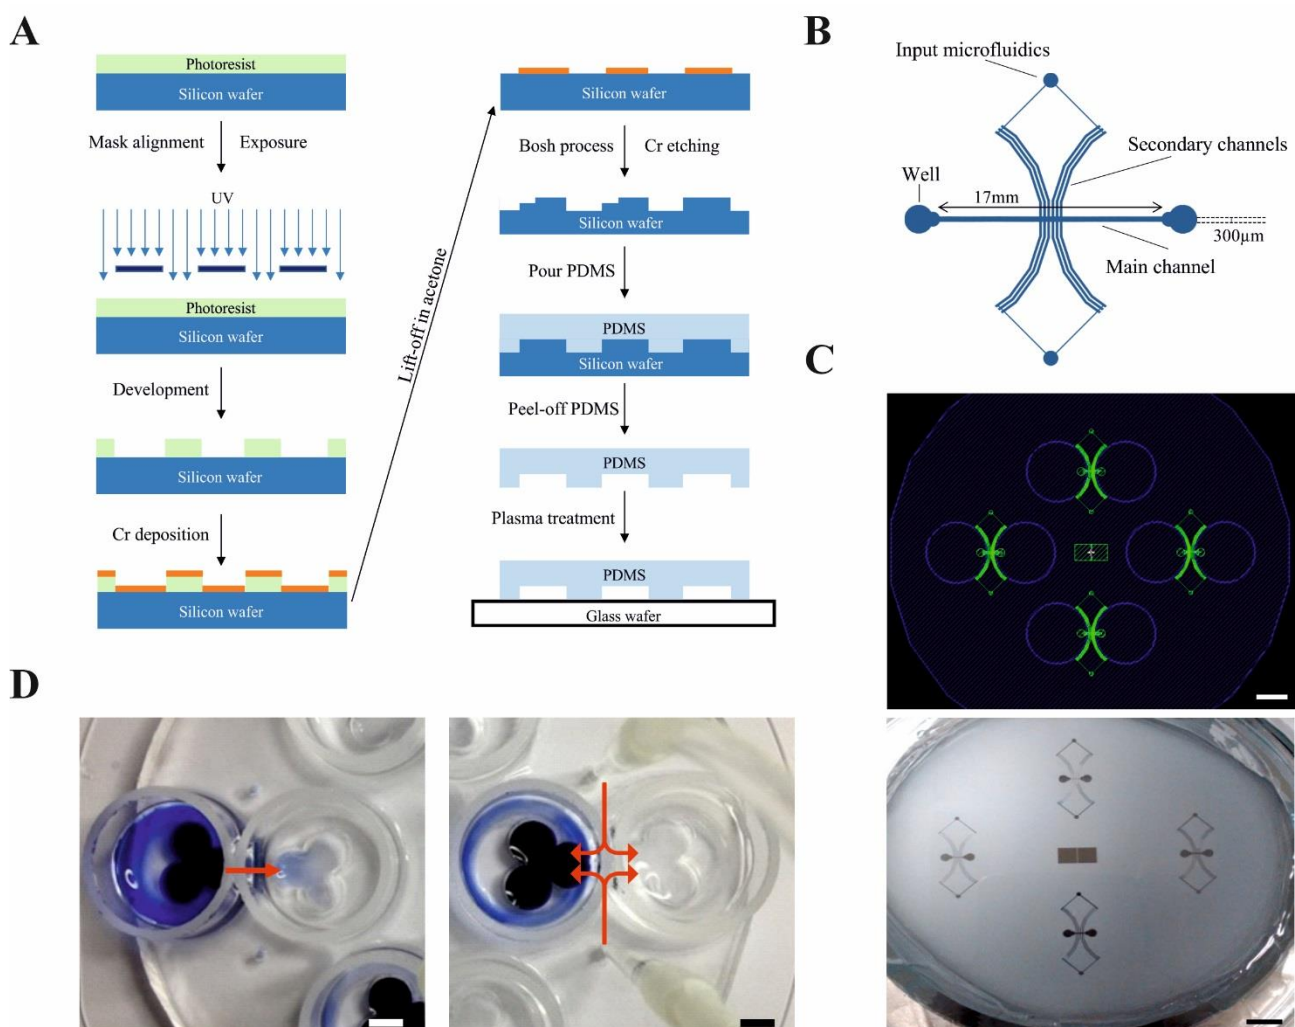 A
Photoresist
Silicon wafer
Mask alignment
Exposure
UV
Photoresist
Silicon wafer
Development
Silicon wafer
Cr deposition
Silicon wafer
Lift-off in acetone
Silicon wafer
Bosh process
Cr etching
Silicon wafer
Pour PDMS
PDMS
Silicon wafer
Peel-off PDMS
PDMS
Plasma treatment
PDMS
Glass wafer
B
Input microfluidics
Secondary channels
Well
17mm
300µm
Main channel
C
D